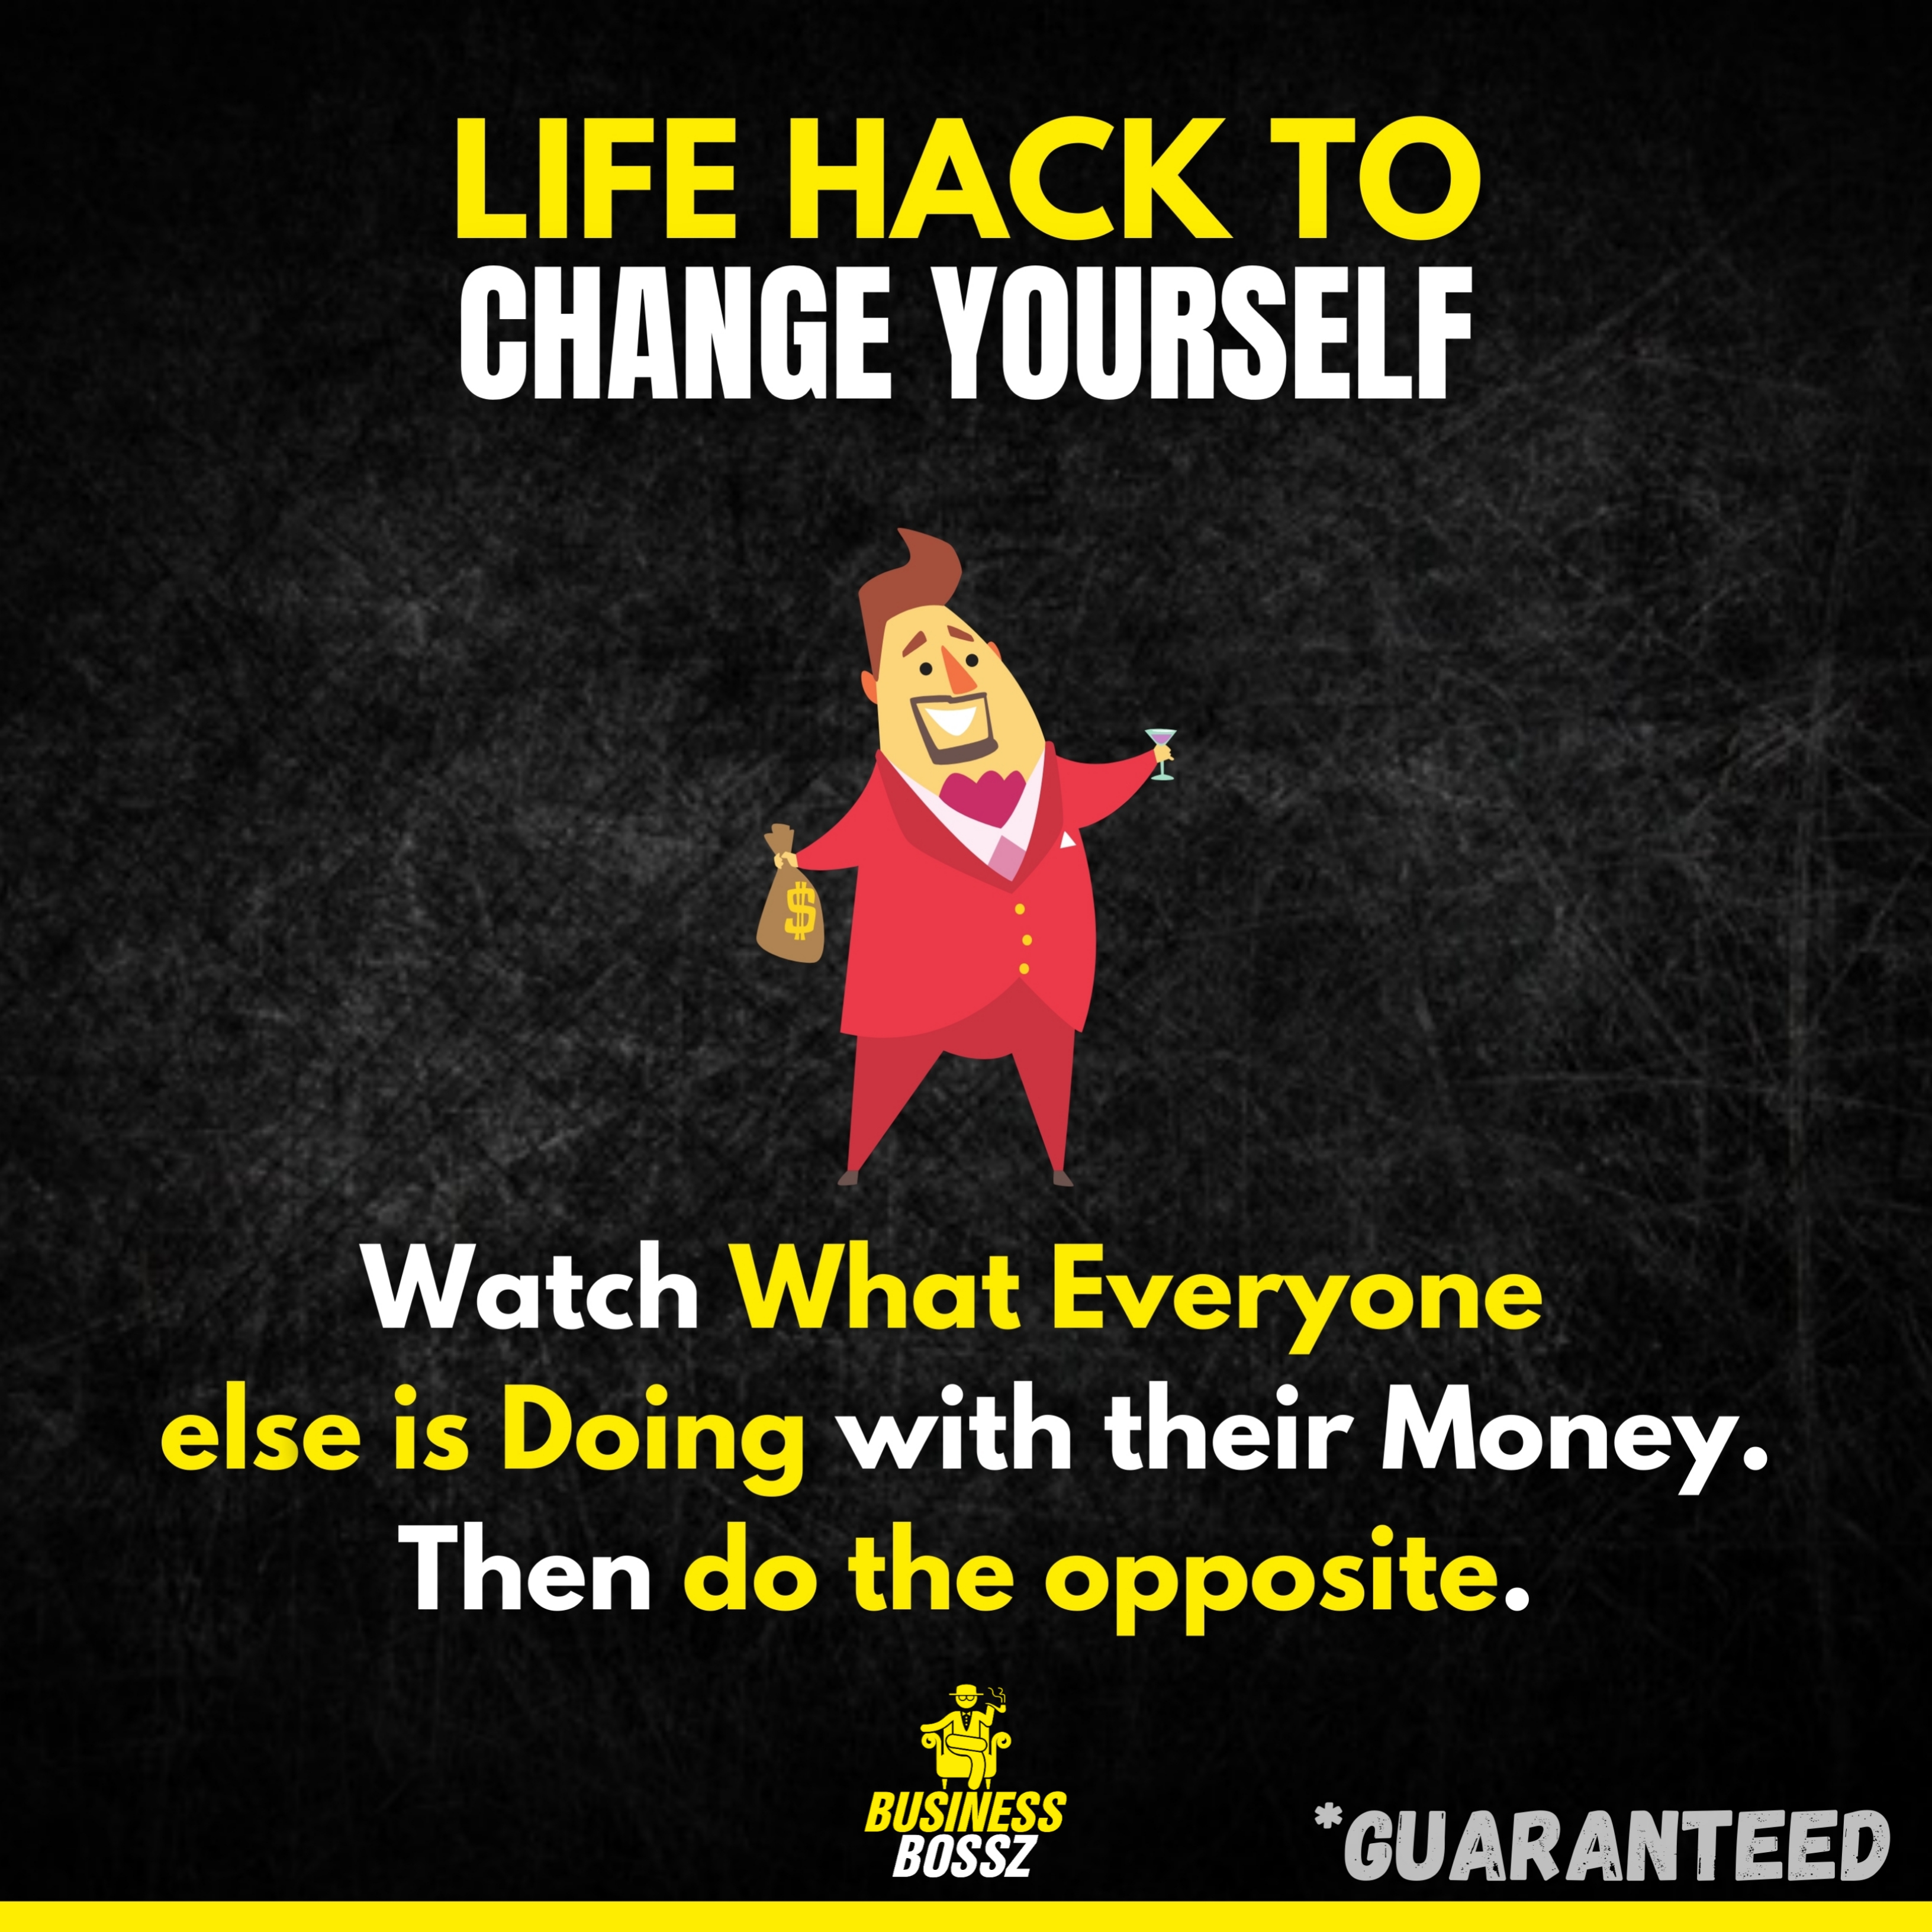 LIFE HACK TO
CHANGE YOURSELF
$
Watch What Everyone
else is Doing with their Money.
Then do the opposite.
BUSINESS
BOSSZ
*GUARANTEED